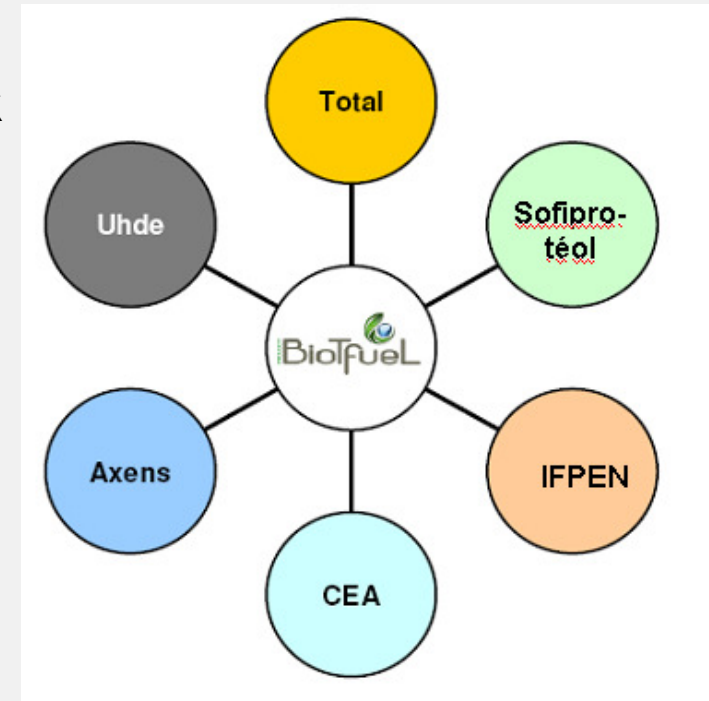 Total
Uhde
Sofipro-
téol
BioTfueL
Axens
IFPEN
CEA